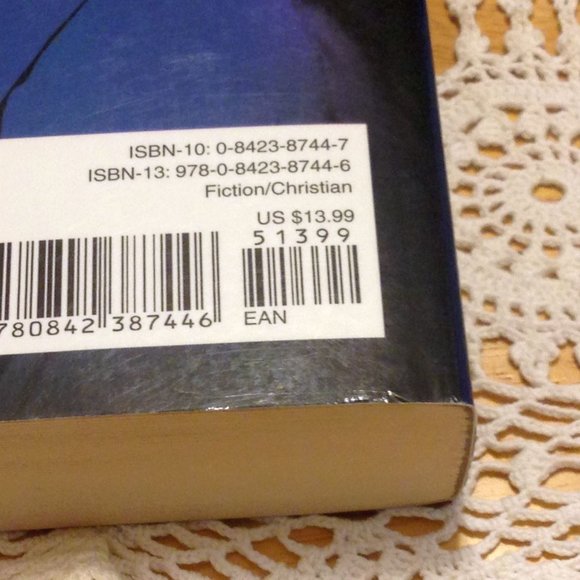 ISBN-10: 0-8423-8744-7
ISBN-13: 978-0-8423-8744-6
Fiction/Christian
US $13.99
51399
780842 387446
EAN